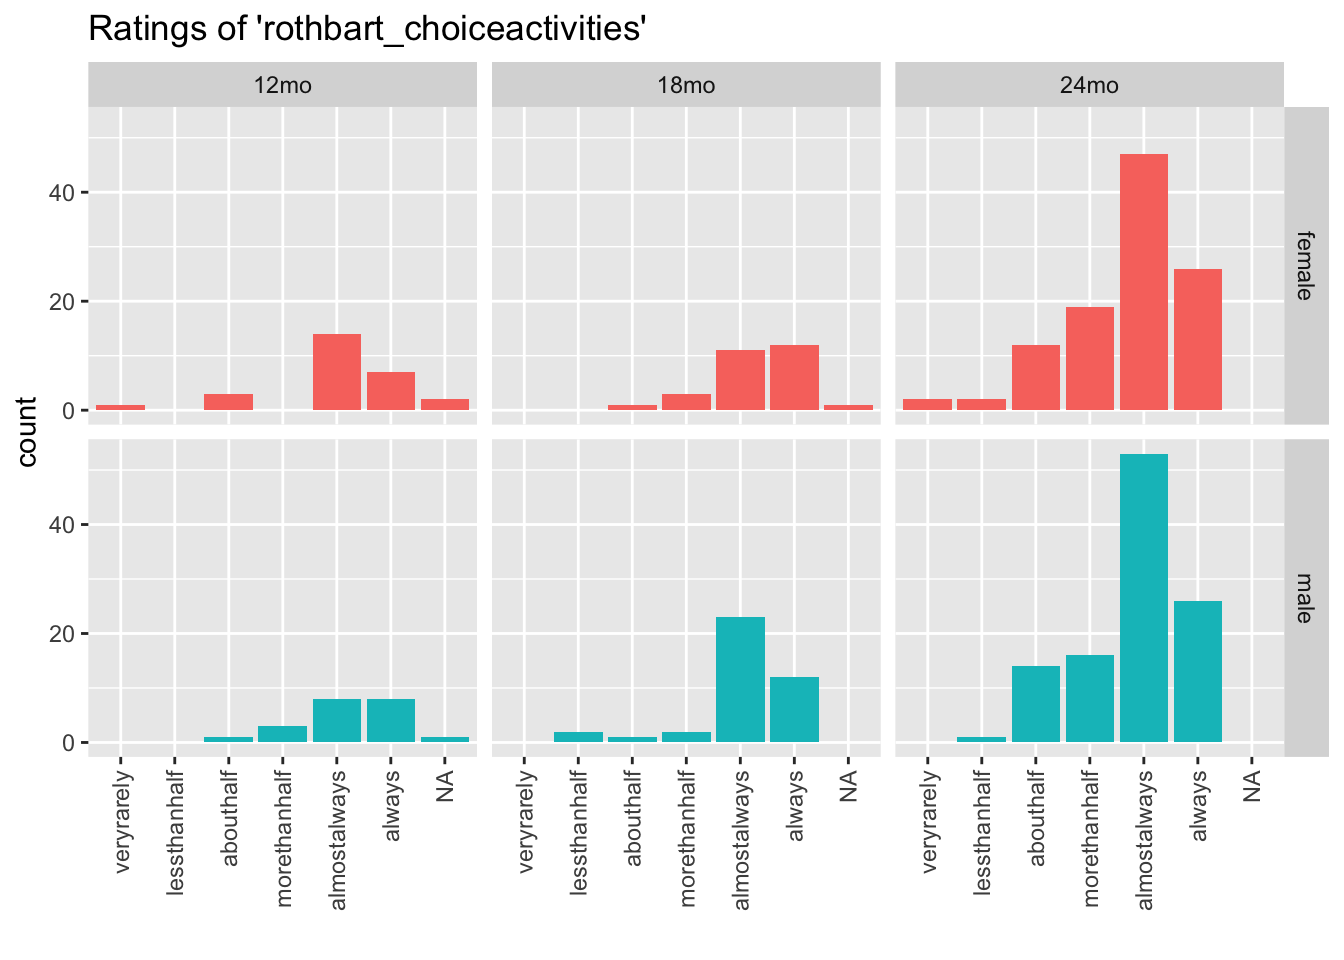 Ratings of 'rothbart_choiceactivities'
12mo 18mo 24mo
count
40
20
0
female
40
20
0
male
veryrarely lessthanhalf abouthalf morethanhalf almostalways always NA
veryrarely lessthanhalf abouthalf morethanhalf almostalways always NA
veryrarely lessthanhalf abouthalf morethanhalf almostalways always NA